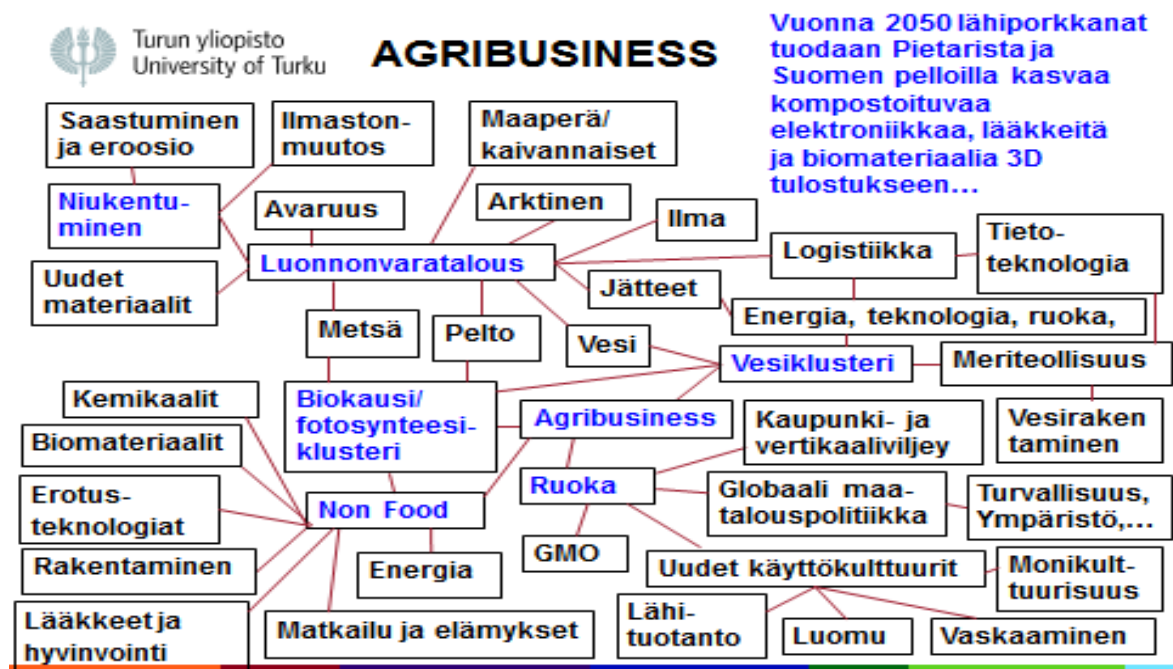 Turun yliopisto
University of Turku
AGRIBUSINESS
Vuonna 2050 lähiporkkanat
tuodaan Pietarista ja
Suomen pelloilla kasvaa
kompostoituvaa
elektroniikkaa, lääkkeitä
ja biomateriaalia 3D
tulostukseen...
Saastuminen
ja eroosio
Ilmaston-
muutos
Maaperä/
kaivannaiset
Niukentu-
minen
Avaruus
Arktinen
Ilma
Logistiikka
Tieto-
teknologia
Luonnonvaratalous
Uudet
materiaalit
Jätteet
Energia, teknologia, ruoka,
Metsä
Pelto
Vesi
Vesiklusteri
Meriteollisuus
Kemikaalit
Biokausi/
fotosynteesi-
klusteri
Agribusiness
Kaupunki- ja
vertikaaliviljey
Vesiraken
taminen
Biomateriaalit
Erotus-
teknologiat
Non Food
Ruoka
Globaali maa-
talouspolitiikka
Turvallisuus,
Ympäristö,...
Rakentaminen
Energia
GMO
Uudet käyttökulttuurit
Monikult-
tuurisuus
Lääkkeet ja
hyvinvointi
Matkailu ja elämykset
Lähi-
tuotanto
Luomu
Vaskaaminen